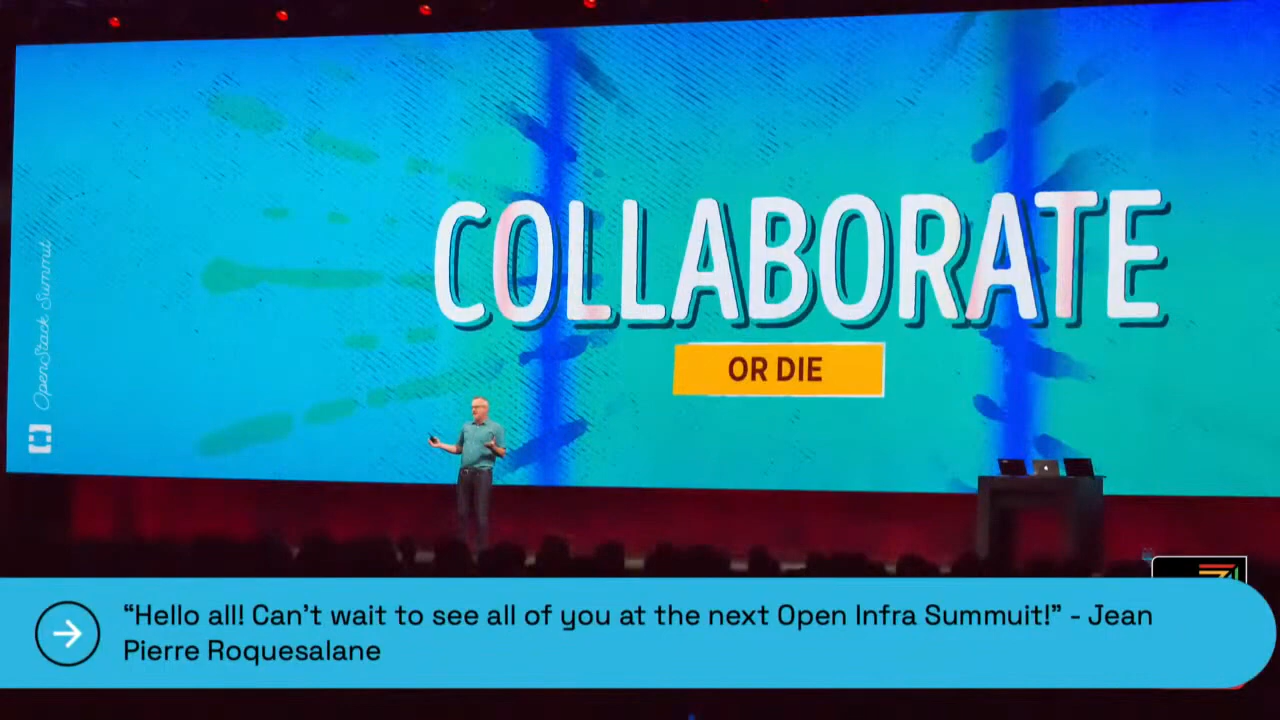 OpenStack Summit
COLLABORATE
OR DIE
“Hello all! Can’t wait to see all of you at the next Open Infra Summuit!” - Jean
Pierre Roquesalane